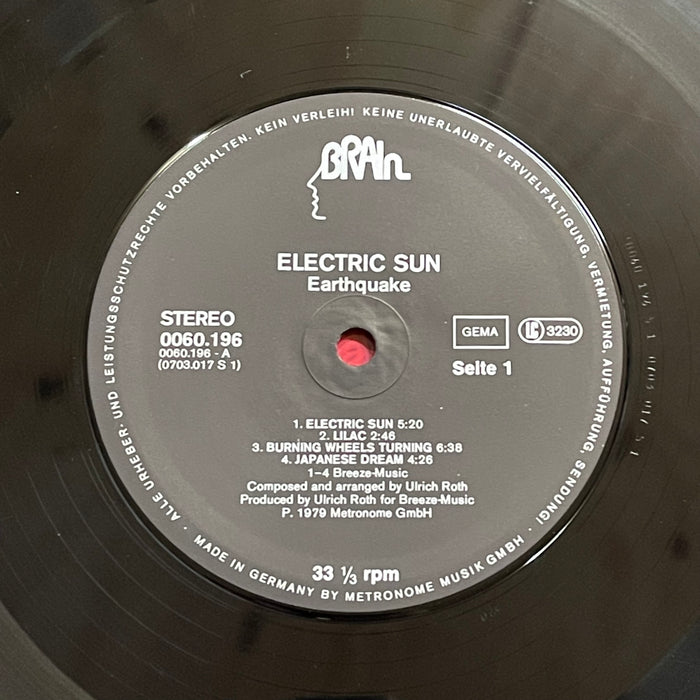 BRAIn
ELECTRIC SUN
Earthquake
STEREO
0060.196
0060.196 - A
(0703.017 S 1)
GEMA
LC 3230
Seite 1
1. ELECTRIC SUN 5:20
2. LILAC 2:46
3. BURNING WHEELS TURNING 6:38
4. JAPANESE DREAM 4:26
1–4 Breeze-Music
Composed and arranged by Ulrich Roth
Produced by Ulrich Roth for Breeze-Music
P. 1979 Metronome GmbH
33 ⅓ rpm
· ALLE URHEBER- UND LEISTUNGSSCHUTZRECHTE VORBEHALTEN. KEIN VERLEIH! KEINE UNERLAUBTE VERVIELFÄLTIGUNG, VERMIETUNG, AUFFÜHRUNG, SENDUNG!
· MADE IN GERMANY BY METRONOME MUSIK GMBH ·